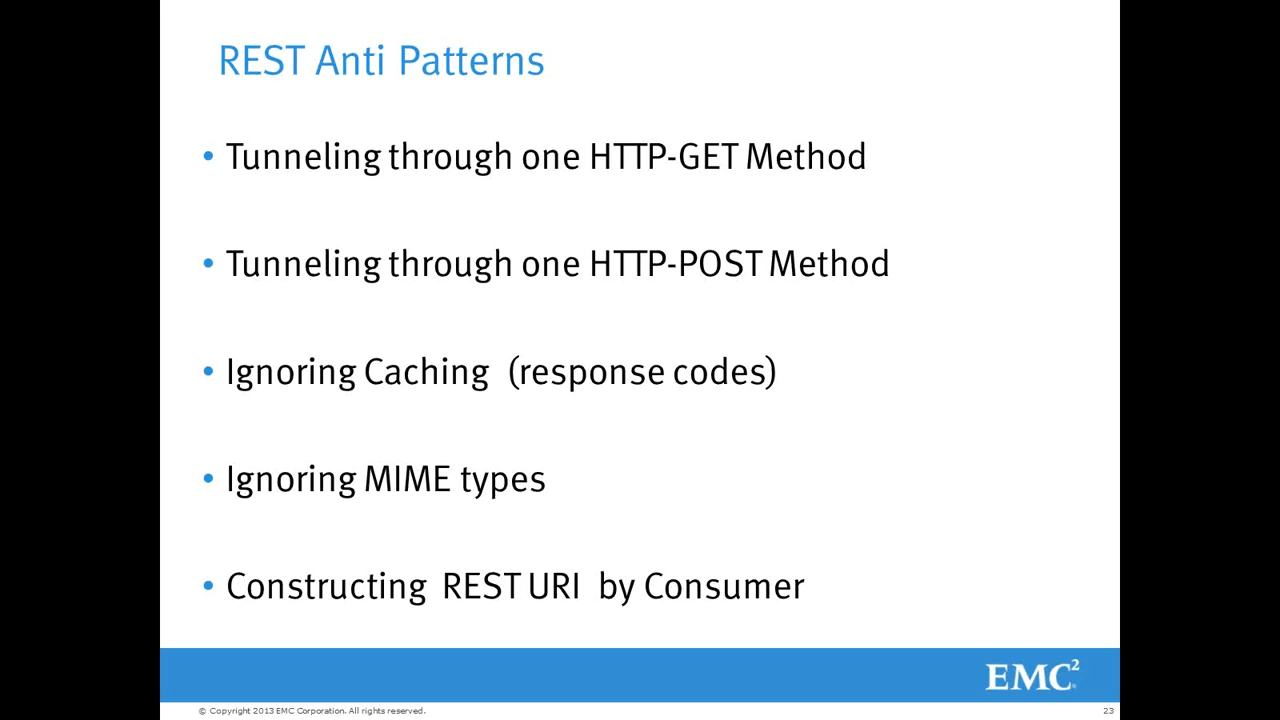 REST Anti Patterns
• Tunneling through one HTTP-GET Method
• Tunneling through one HTTP-POST Method
• Ignoring Caching (response codes)
• Ignoring MIME types
• Constructing REST URI by Consumer
EMC²
© Copyright 2013 EMC Corporation. All rights reserved.
23